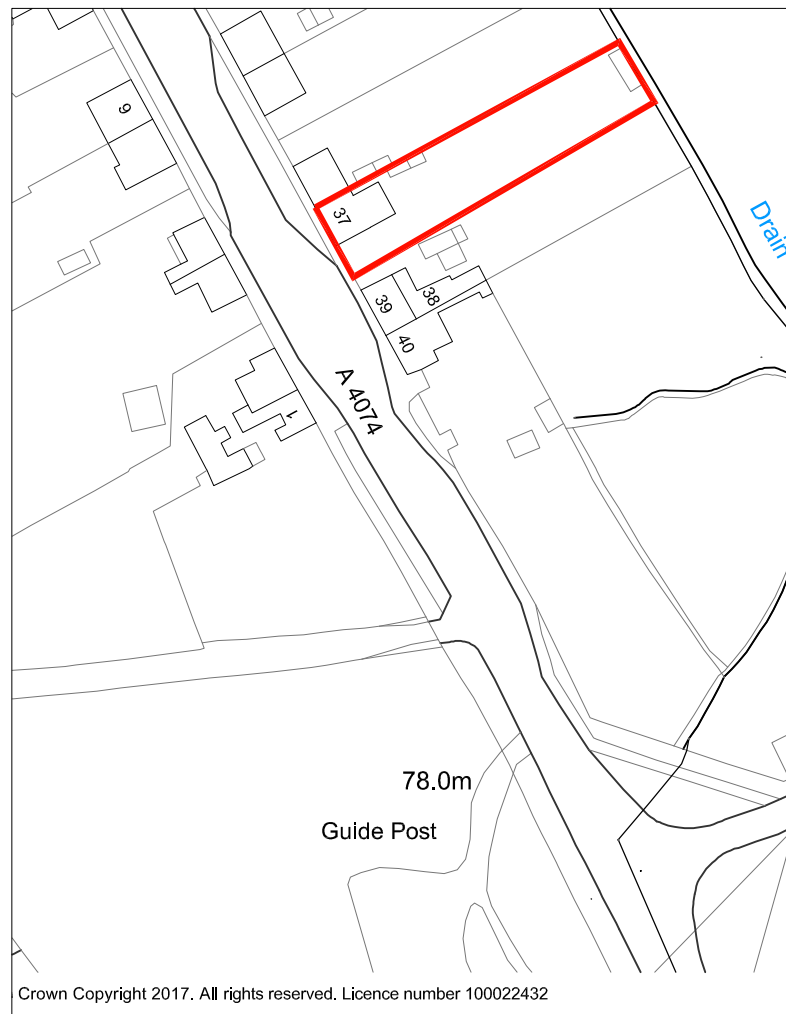 9
37
Drain
39
38
40
A 4074
1
78.0m
Guide Post
Crown Copyright 2017. All rights reserved. Licence number 100022432